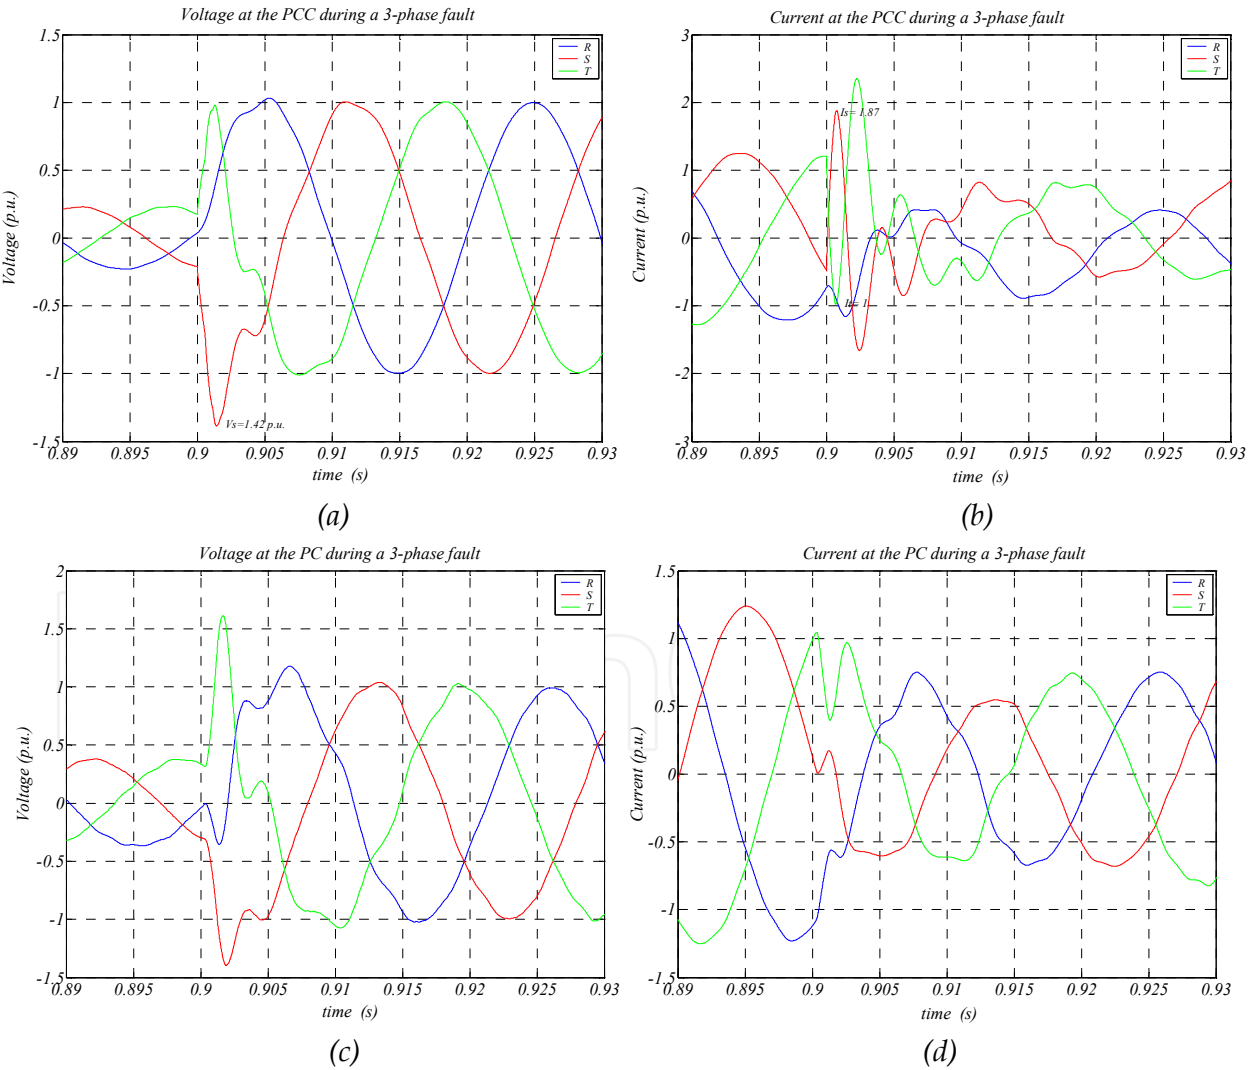 Voltage at the PCC during a 3-phase fault
1.5
1
0.5
0
-0.5
-1
-1.5
Voltage (p.u.)
R
S
T
Vs=1.42 p.u.
0.89 0.895 0.9 0.905 0.91 0.915 0.92 0.925 0.93
time (s)
(a)
Current at the PCC during a 3-phase fault
3
2
1
0
-1
-2
-3
Current (p.u.)
R
S
T
Is= 1.87
0.89 0.895 0.9 0.905 0.91 0.915 0.92 0.925 0.93
time (s)
(b)
Voltage at the PC during a 3-phase fault
2
1.5
1
0.5
0
-0.5
-1
-1.5
Voltage (p.u.)
R
S
T
0.89 0.895 0.9 0.905 0.91 0.915 0.92 0.925 0.93
time (s)
(c)
Current at the PC during a 3-phase fault
1.5
1
0.5
0
-0.5
-1
-1.5
Current (p.u.)
R
S
T
0.89 0.895 0.9 0.905 0.91 0.915 0.92 0.925 0.93
time (s)
(d)